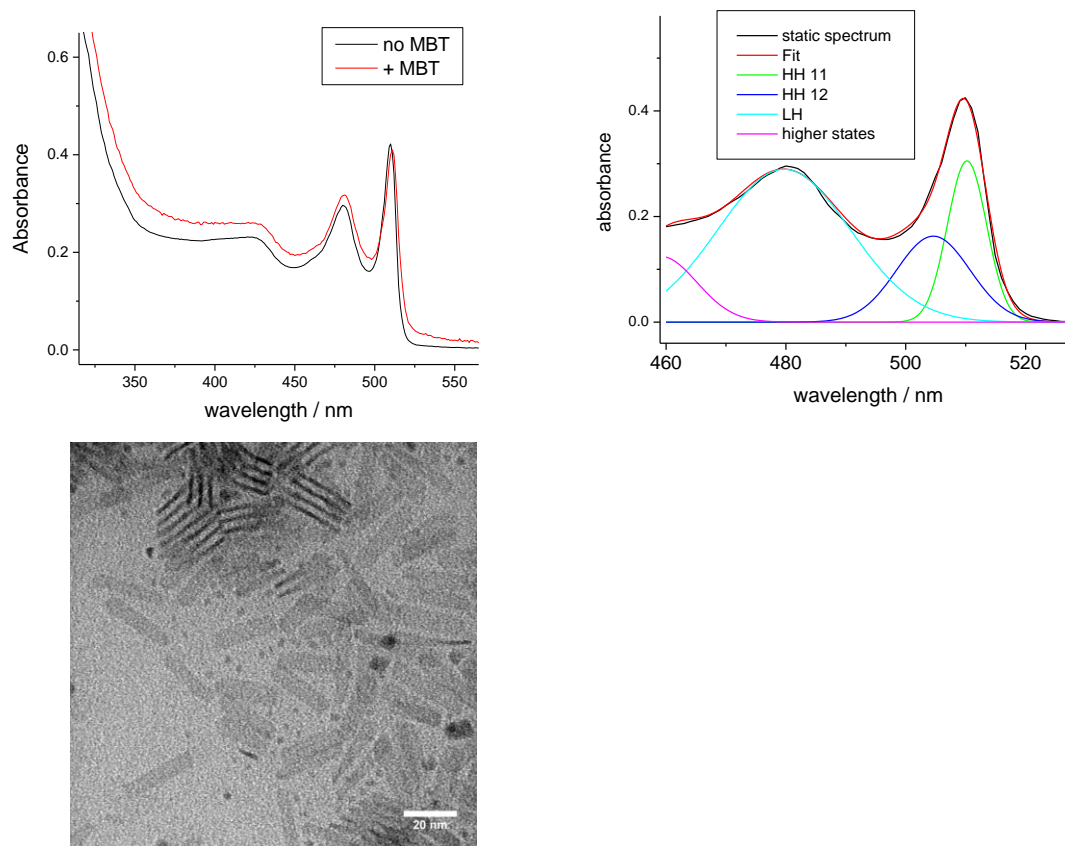 no MBT
+ MBT
0.6
0.4
0.2
0.0
Absorbance
350
400
450
500
550
wavelength / nm
static spectrum
Fit
HH 11
HH 12
LH
higher states
0.4
0.2
0.0
absorbance
460
480
500
520
wavelength / nm
20 nm